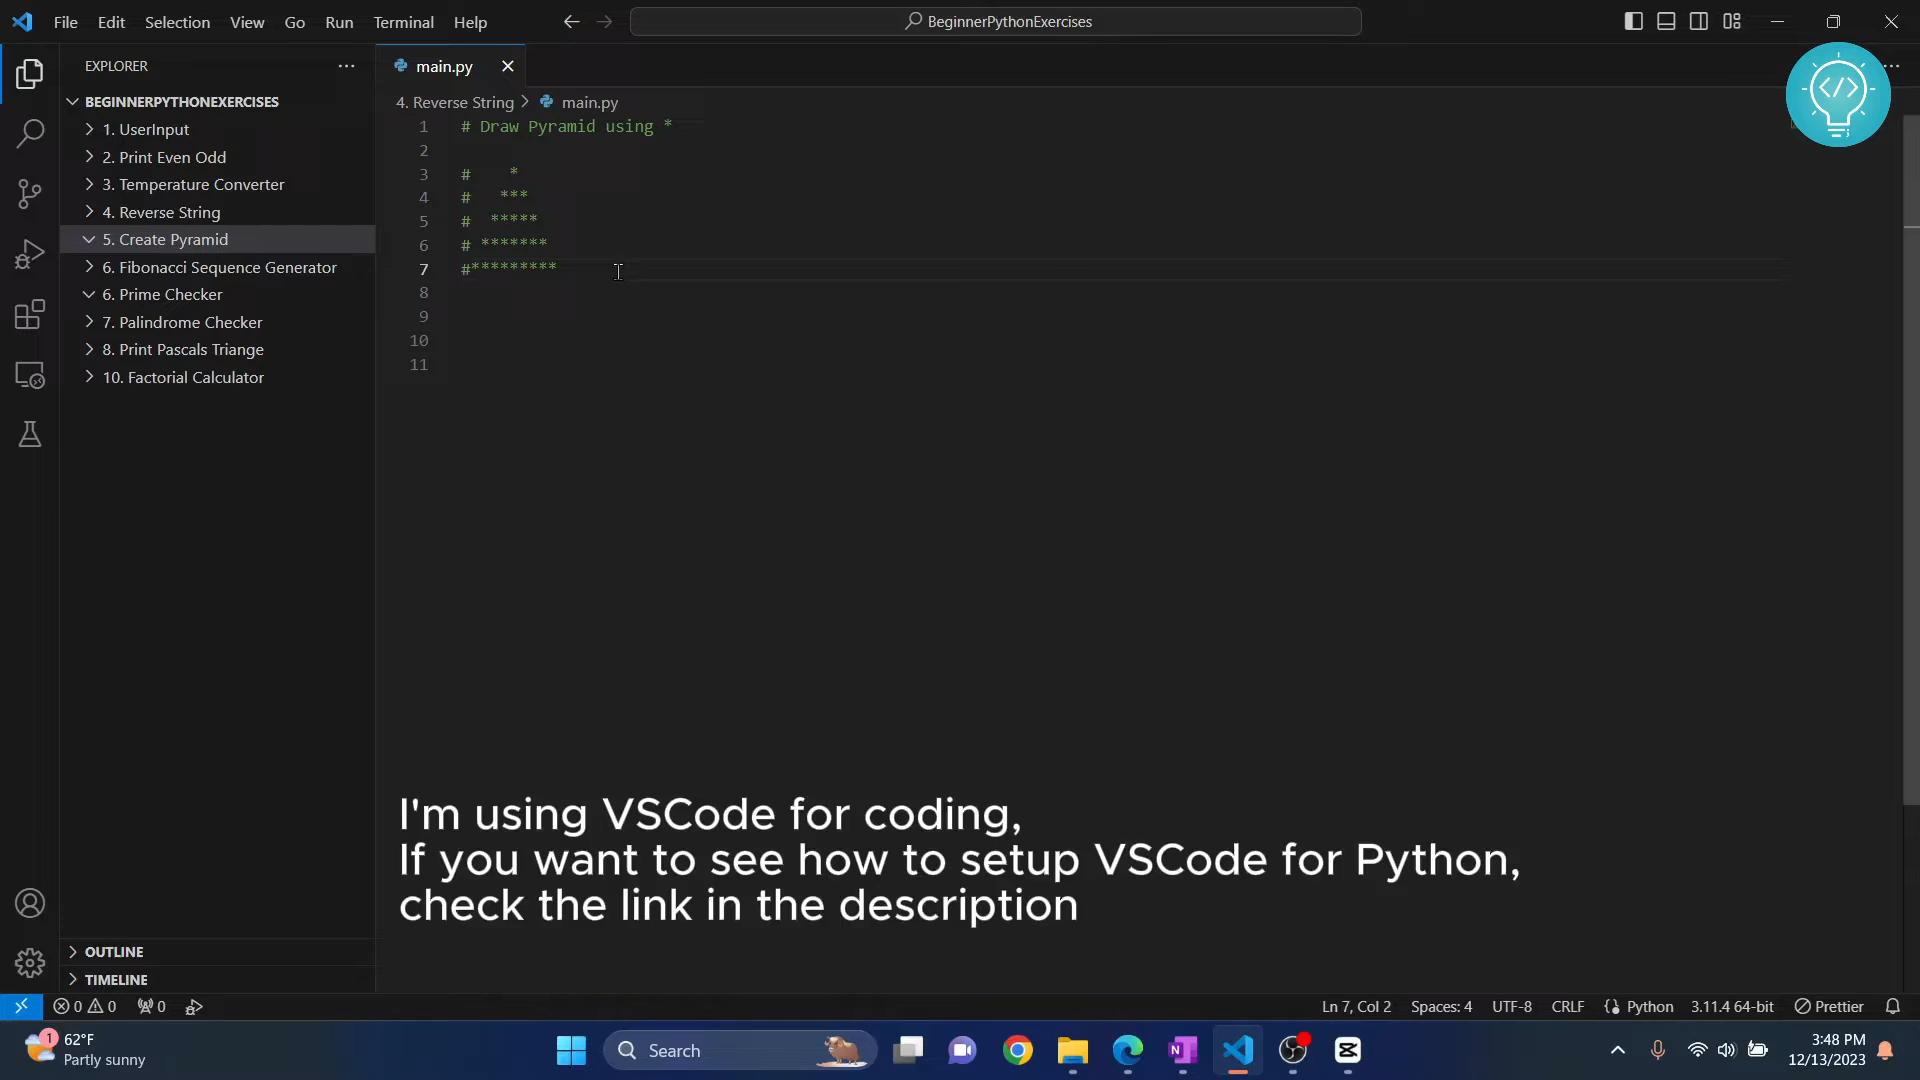 File Edit Selection View Go Run Terminal Help
BeginnerPythonExercises
EXPLORER
main.py
BEGINNERPYTHONEXERCISES
1. UserInput
2. Print Even Odd
3. Temperature Converter
4. Reverse String
5. Create Pyramid
6. Fibonacci Sequence Generator
6. Prime Checker
7. Palindrome Checker
8. Print Pascals Triange
10. Factorial Calculator
4. Reverse String > main.py
1 # Draw Pyramid using *
2
3 #    *
4 #   ***
5 #  *****
6 # *******
7 #*********
8
9
10
11
</>
I'm using VSCode for coding,
If you want to see how to setup VSCode for Python,
check the link in the description
OUTLINE
TIMELINE
0 0 0 Ln 7, Col 2 Spaces: 4 UTF-8 CRLF Python 3.11.4 64-bit Prettier
1 62°F
Partly sunny
Search
N
3:48 PM
12/13/2023